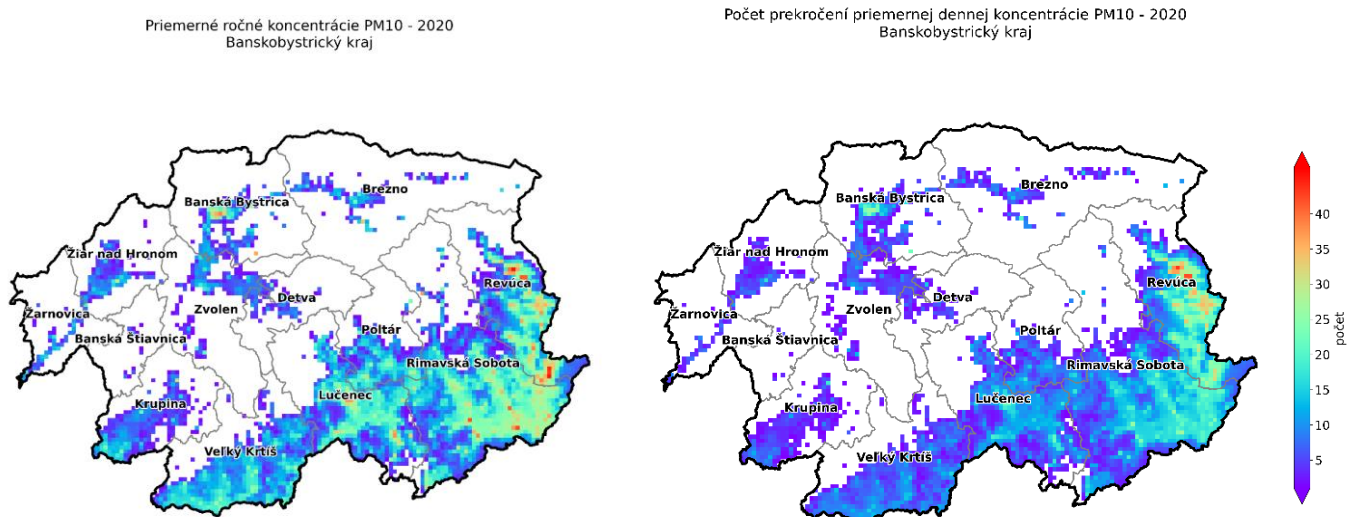 Priemerné ročné koncentrácie PM10 - 2020
Banskobystrický kraj
Brezno
Banská Bystrica
Žiar nad Hronom
Revúca
Detva
Zvolen
Žarnovica
Banská Štiavnica
Poltár
Rimavská Sobota
Lučenec
Krupina
Veľký Krtíš
Počet prekročení priemernej dennej koncentrácie PM10 - 2020
Banskobystrický kraj
Brezno
Banská Bystrica
Žiar nad Hronom
Revúca
Detva
Zvolen
Žarnovica
Banská Štiavnica
Poltár
Rimavská Sobota
Lučenec
Krupina
Veľký Krtíš
40
35
30
25
20
15
10
5
počet